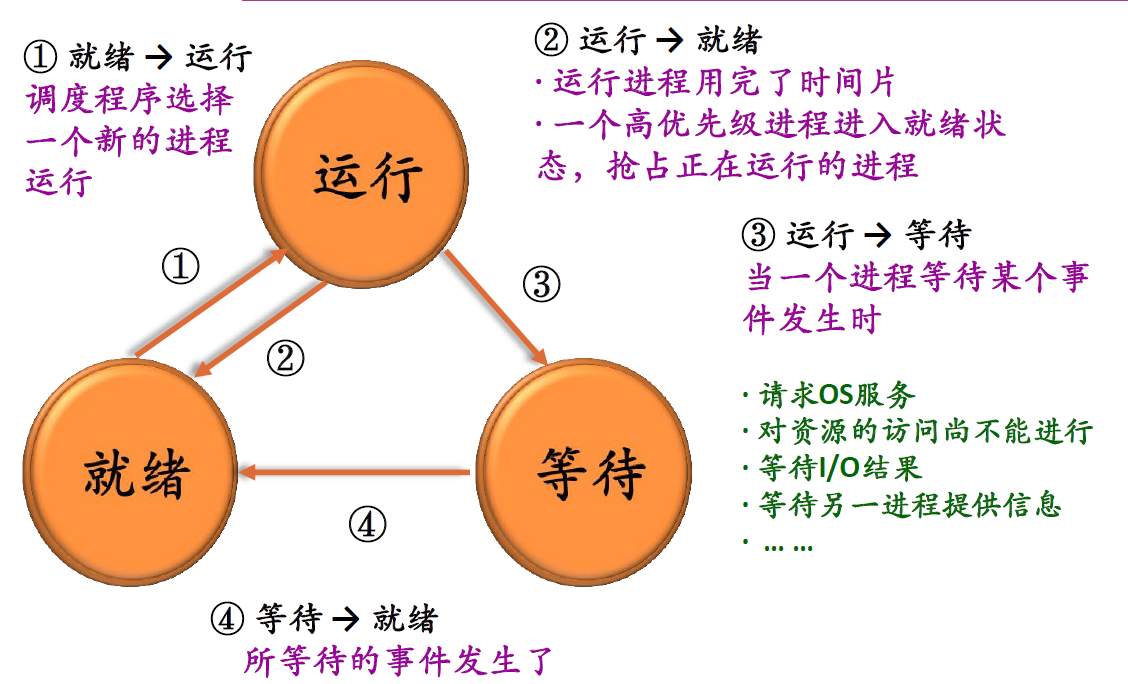 ① 就绪 → 运行
调度程序选择
一个新的进程
运行
② 运行 → 就绪
· 运行进程用完了时间片
· 一个高优先级进程进入就绪状
态，抢占正在运行的进程
运行
③ 运行 → 等待
当一个进程等待某个事
件发生时
①
③
②
· 请求OS服务
· 对资源的访问尚不能进行
· 等待I/O结果
· 等待另一进程提供信息
· … …
就绪
等待
④
④ 等待 → 就绪
所等待的事件发生了